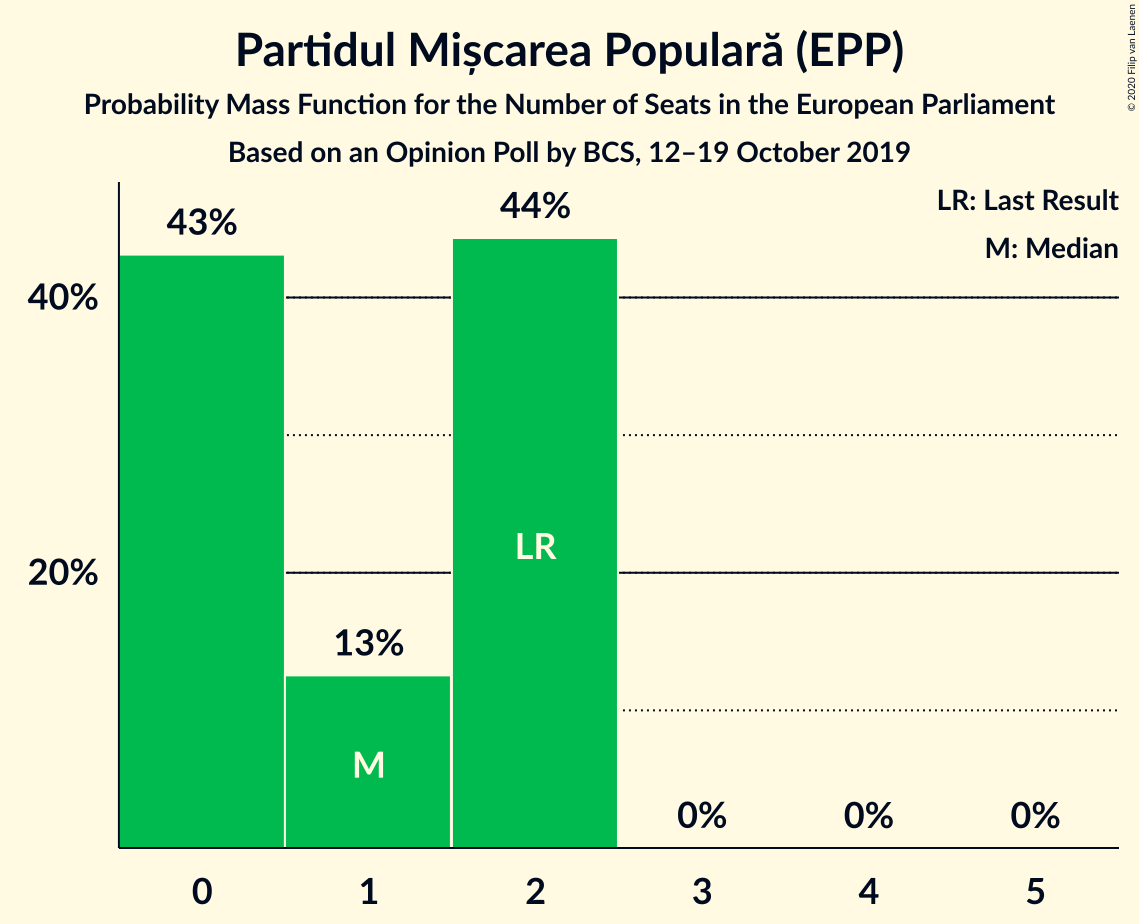 Partidul Mișcarea Populară (EPP)
Probability Mass Function for the Number of Seats in the European Parliament
Based on an Opinion Poll by BCS, 12–19 October 2019
© 2020 Filip van Laenen
LR: Last Result
M: Median
43%
13%
44%
0%
0%
0%
40%
20%
M
LR
0
1
2
3
4
5